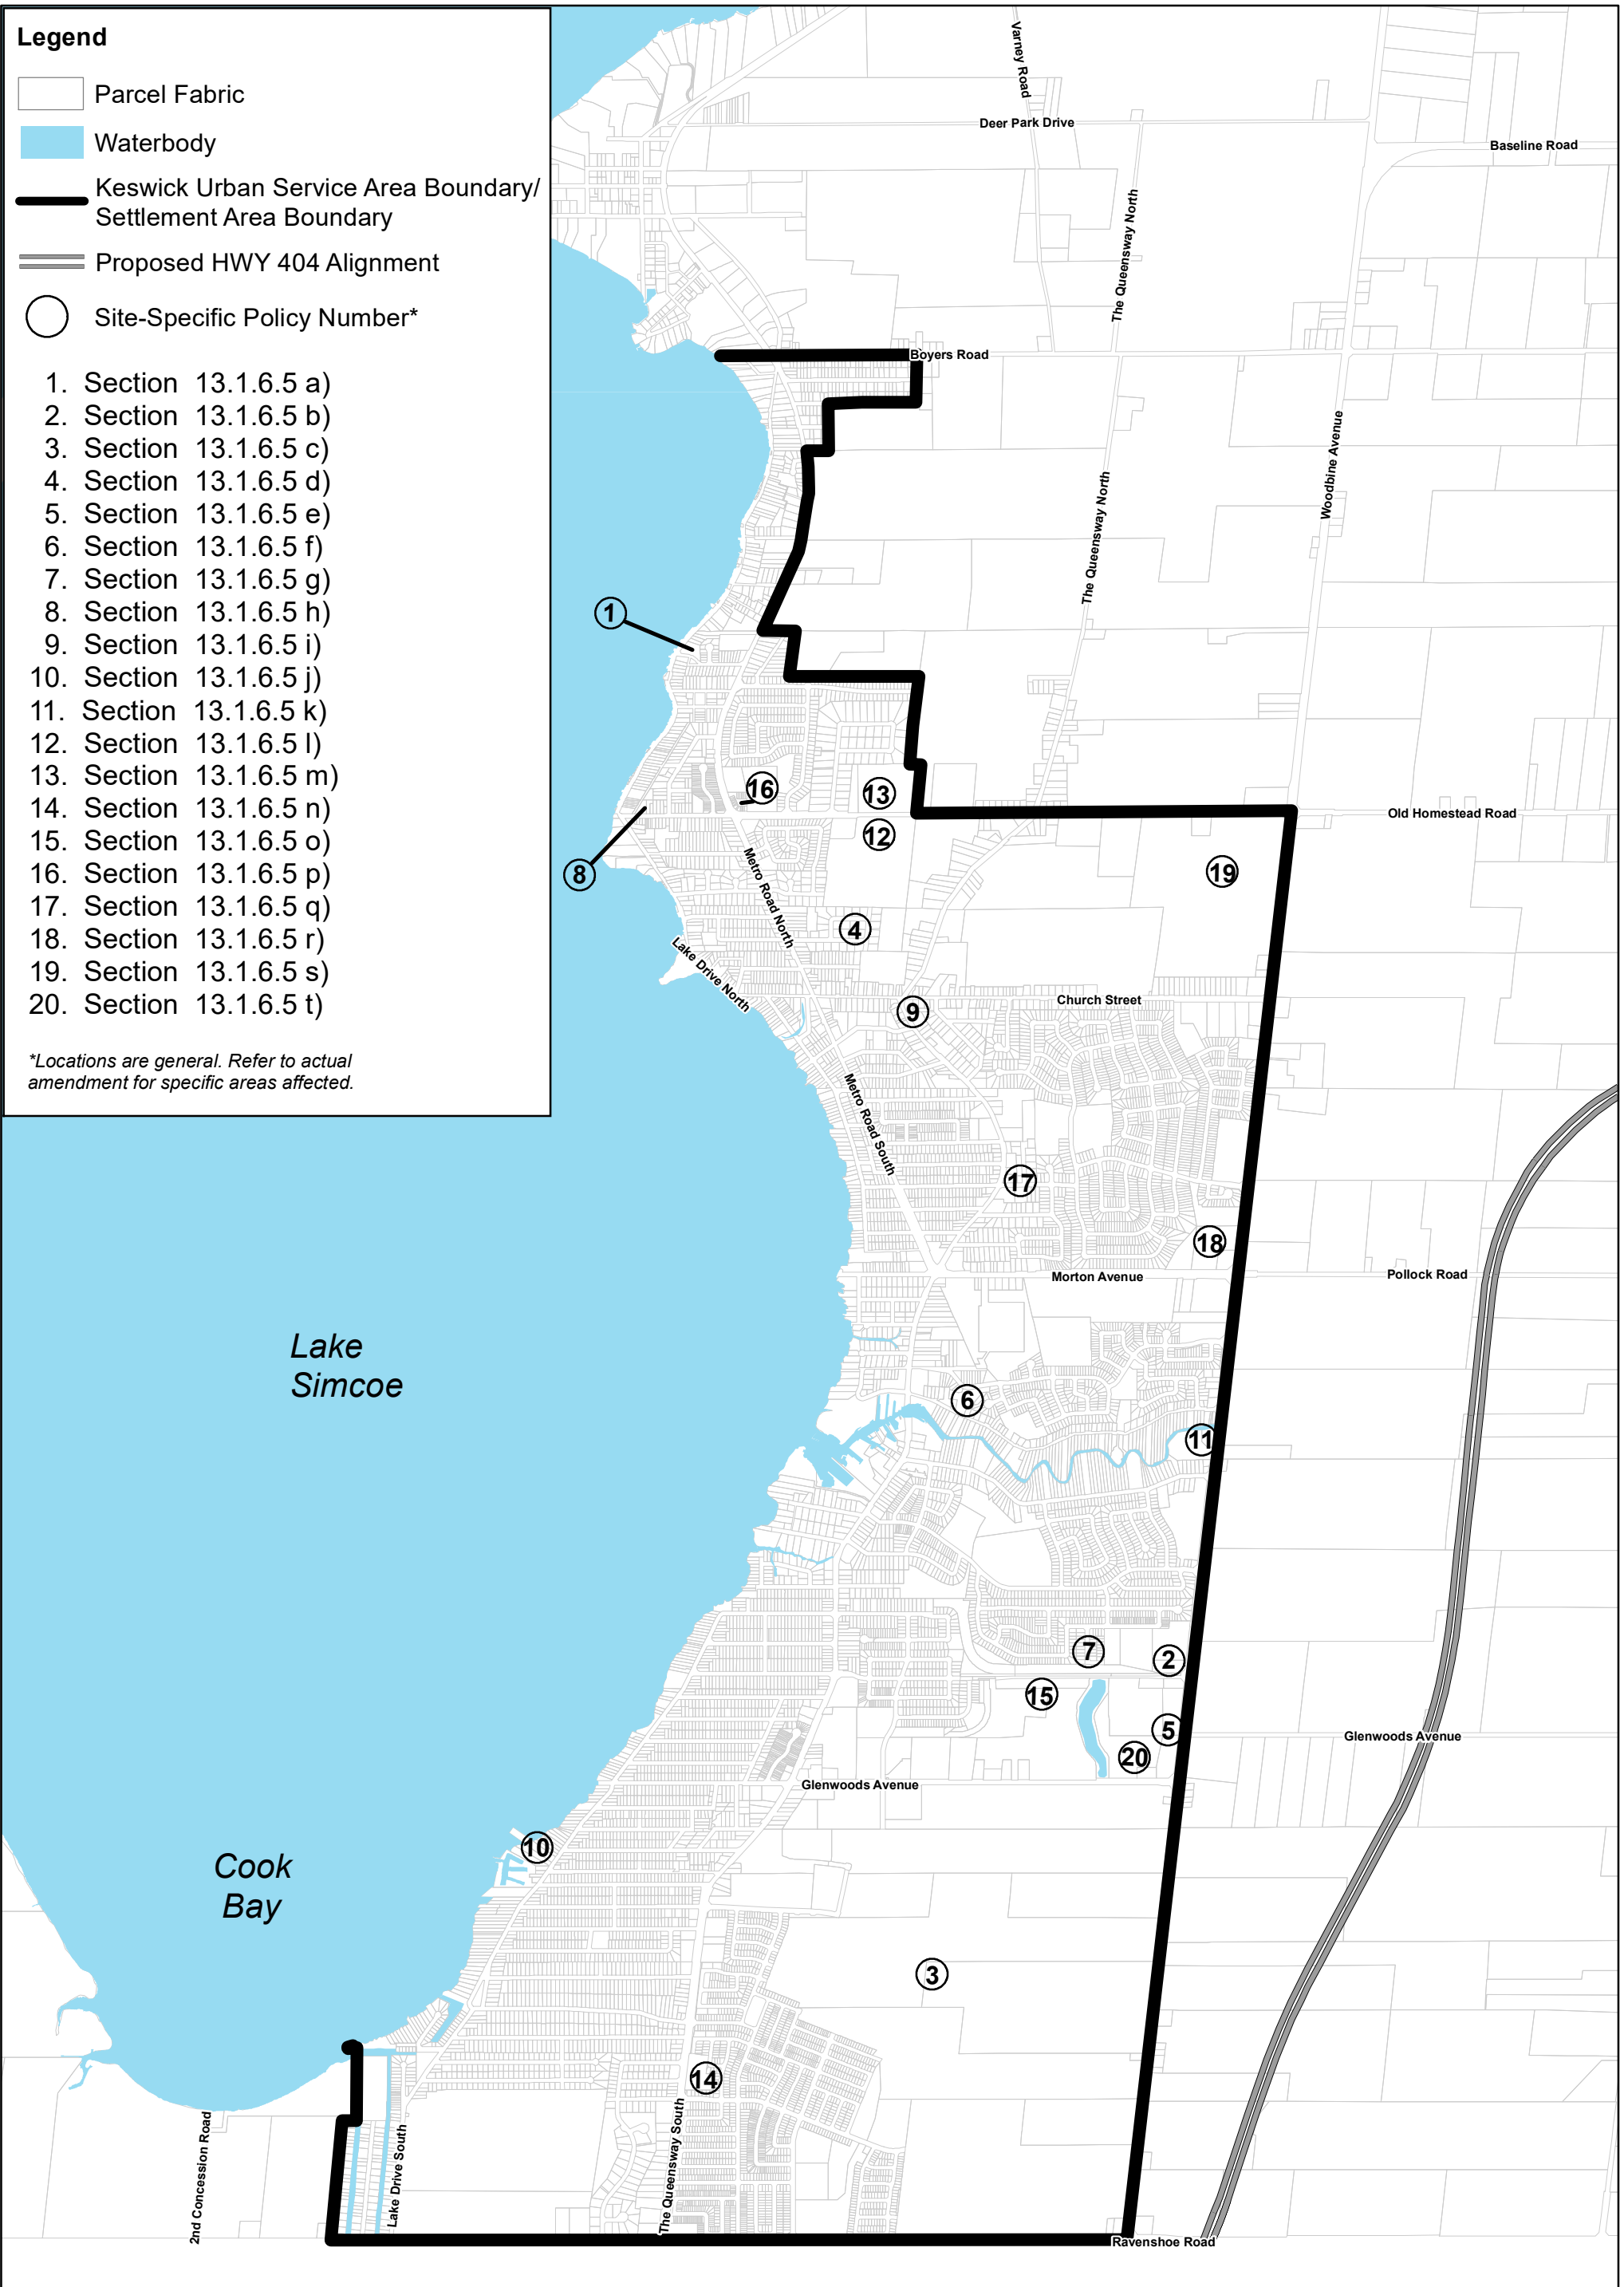 Legend
Parcel Fabric
Waterbody
Keswick Urban Service Area Boundary/
Settlement Area Boundary
Proposed HWY 404 Alignment
Site-Specific Policy Number*
1. Section 13.1.6.5 a)
2. Section 13.1.6.5 b)
3. Section 13.1.6.5 c)
4. Section 13.1.6.5 d)
5. Section 13.1.6.5 e)
6. Section 13.1.6.5 f)
7. Section 13.1.6.5 g)
8. Section 13.1.6.5 h)
9. Section 13.1.6.5 i)
10. Section 13.1.6.5 j)
11. Section 13.1.6.5 k)
12. Section 13.1.6.5 l)
13. Section 13.1.6.5 m)
14. Section 13.1.6.5 n)
15. Section 13.1.6.5 o)
16. Section 13.1.6.5 p)
17. Section 13.1.6.5 q)
18. Section 13.1.6.5 r)
19. Section 13.1.6.5 s)
20. Section 13.1.6.5 t)
*Locations are general. Refer to actual
amendment for specific areas affected.
Varney Road
Deer Park Drive
Baseline Road
The Queensway North
Boyers Road
Woodbine Avenue
The Queensway North
1
16
13
Old Homestead Road
12
8
19
Metro Road North
4
Lake Drive North
Church Street
9
Metro Road South
17
18
Morton Avenue
Pollock Road
Lake
Simcoe
6
11
7
2
15
5
Glenwoods Avenue
20
Glenwoods Avenue
10
Cook
Bay
3
14
2nd Concession Road
Lake Drive South
The Queensway South
Ravenshoe Road